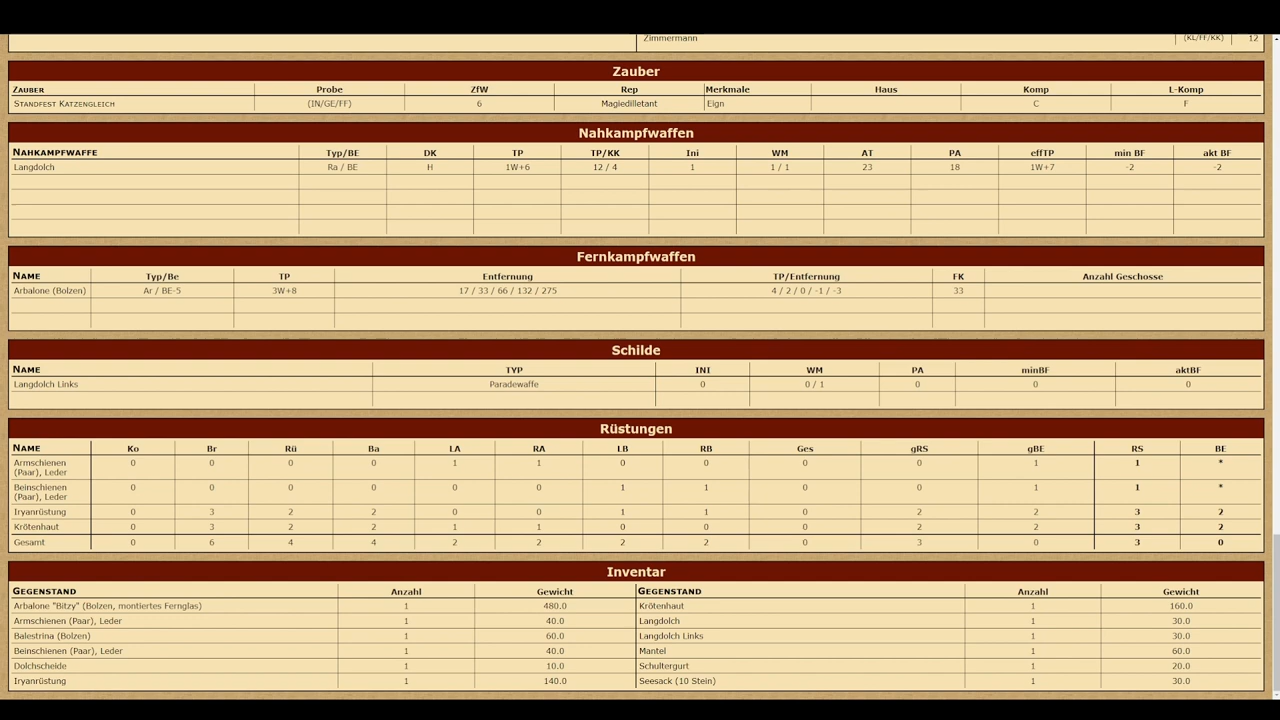 Zimmermann (KL/FF/KK) 12
Zauber
Zauber Probe ZfW Rep Merkmale Haus Komp L-Komp
Standfest Katzengleich (IN/GE/FF) 6 Magiedilletant Eign C F
Nahkampfwaffen
Nahkampfwaffe Typ/BE DK TP TP/KK Ini WM AT PA effTP min BF akt BF
Langdolch Ra / BE H 1W+6 12 / 4 1 1 / 1 23 18 1W+7 -2 -2
Fernkampfwaffen
Name Typ/Be TP Entfernung TP/Entfernung FK Anzahl Geschosse
Arbalone (Bolzen) Ar / BE-5 3W+8 17 / 33 / 66 / 132 / 275 4 / 2 / 0 / -1 / -3 33
Schilde
Name TYP INI WM PA minBF aktBF
Langdolch Links Paradewaffe 0 0 / 1 0 0 0
Rüstungen
Name Ko Br Rü Ba LA RA LB RB Ges gRS gBE RS BE
Armschienen (Paar), Leder 0 0 0 0 1 1 0 0 0 0 1 1 *
Beinschienen (Paar), Leder 0 0 0 0 0 0 1 1 0 0 1 1 *
Iryanrüstung 0 3 2 2 0 0 1 1 0 2 2 3 2
Krötenhaut 0 3 2 2 1 1 0 0 0 2 2 3 2
Gesamt 0 6 4 4 2 2 2 2 0 3 0 3 0
Inventar
Gegenstand Anzahl Gewicht Gegenstand Anzahl Gewicht
Arbalone "Bitzy" (Bolzen, montiertes Fernglas) 1 480.0 Krötenhaut 1 160.0
Armschienen (Paar), Leder 1 40.0 Langdolch 1 30.0
Balestrina (Bolzen) 1 60.0 Langdolch Links 1 30.0
Beinschienen (Paar), Leder 1 40.0 Mantel 1 60.0
Dolchscheide 1 10.0 Schultergurt 1 20.0
Iryanrüstung 1 140.0 Seesack (10 Stein) 1 30.0